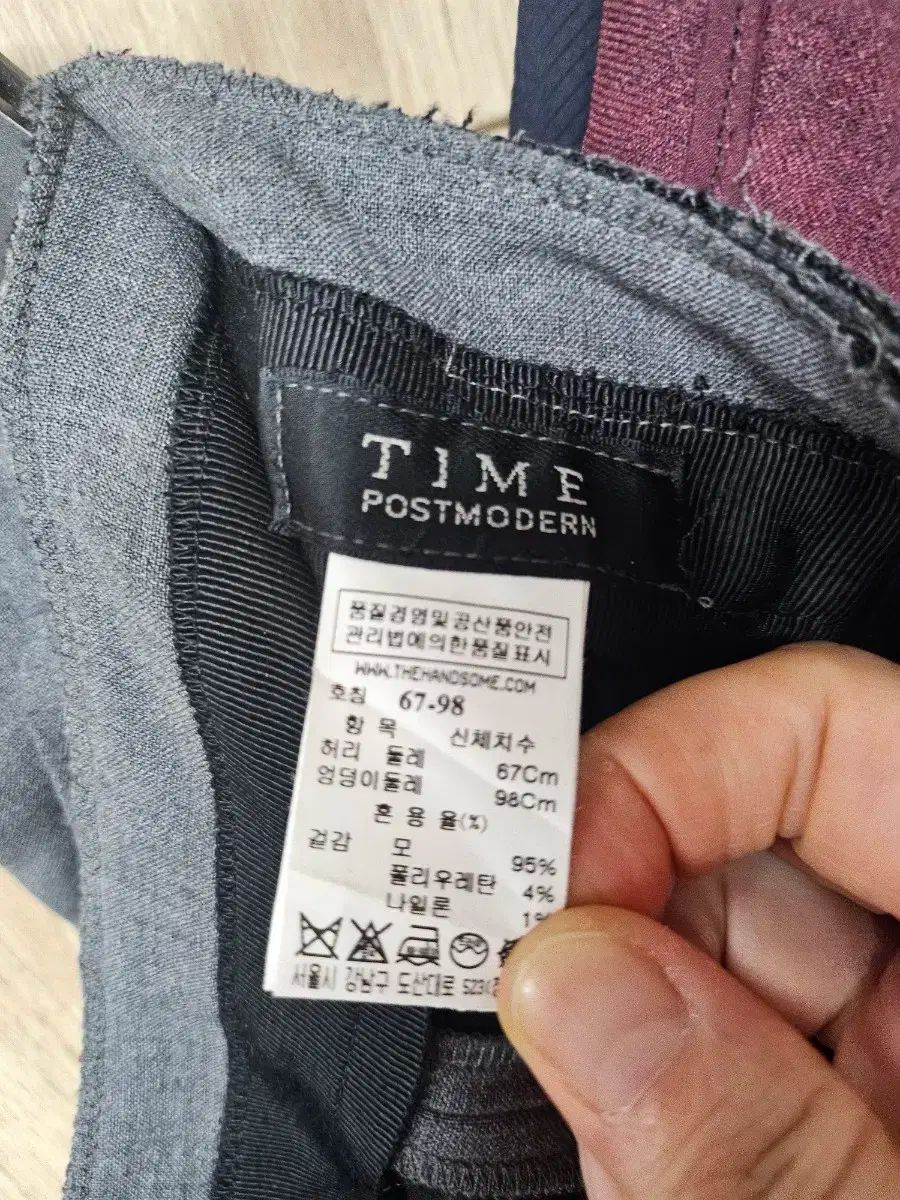 TIME
POSTMODERN
품질경영및공산품안전
관리법에의한품질표시
WWW.THEHANDSOME.COM
호칭 67-98
항 목 신체치수
허리 둘레 67Cm
엉덩이둘레 98Cm
혼 용 율(%)
겉감 모 95%
폴리우레탄 4%
나일론 1%
서울시 강남구 도산대로 523